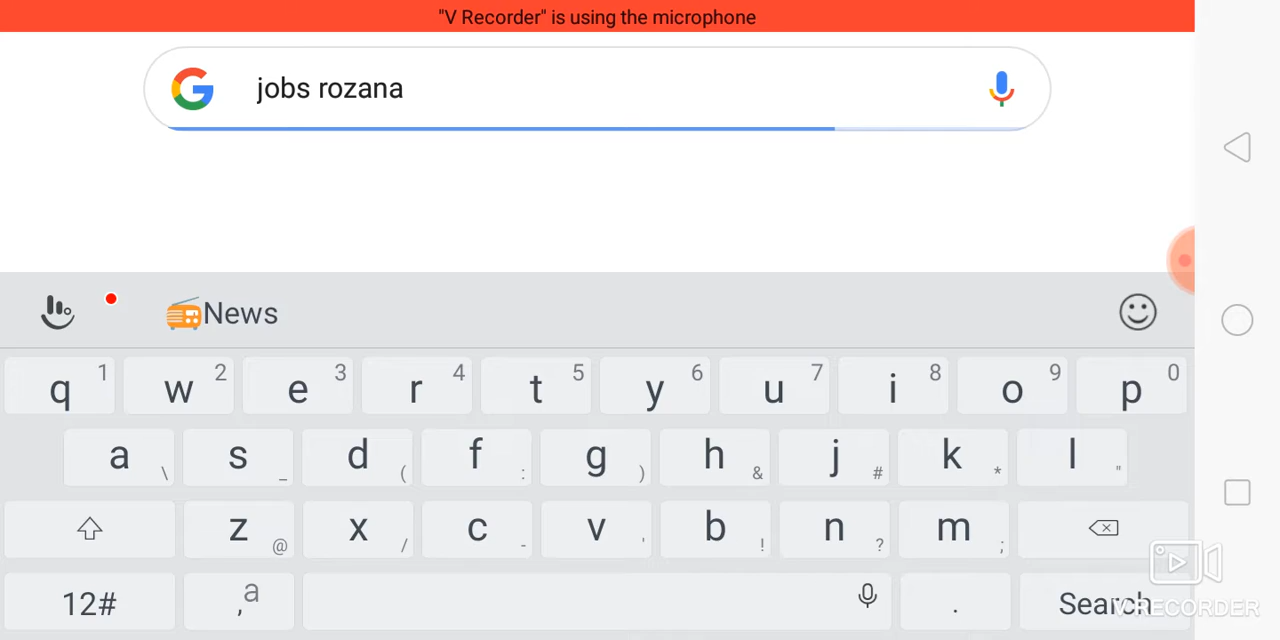 "V Recorder" is using the microphone
jobs rozana
News
q 1 w 2 e 3 r 4 t 5 y 6 u 7 i 8 o 9 p 0
a \ s _ d ( f : g ) h & j # k * l "
z @ x / c - v ' b ! n ? m ;
12# , a . Search
V RECORDER